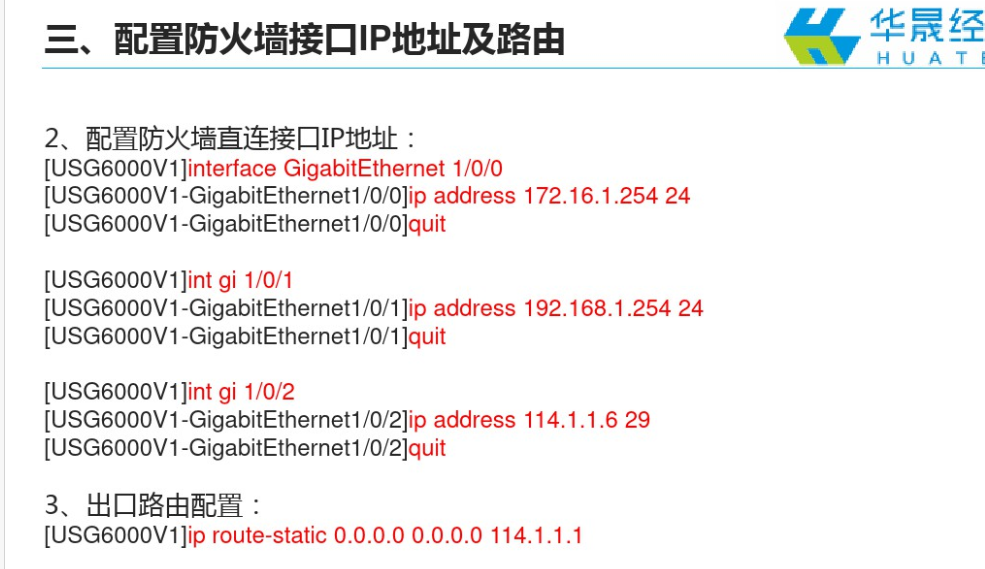 三、配置防火墙接口IP地址及路由
华晟经
HUATE
2、配置防火墙直连接口IP地址：
[USG6000V1]interface GigabitEthernet 1/0/0
[USG6000V1-GigabitEthernet1/0/0]ip address 172.16.1.254 24
[USG6000V1-GigabitEthernet1/0/0]quit
[USG6000V1]int gi 1/0/1
[USG6000V1-GigabitEthernet1/0/1]ip address 192.168.1.254 24
[USG6000V1-GigabitEthernet1/0/1]quit
[USG6000V1]int gi 1/0/2
[USG6000V1-GigabitEthernet1/0/2]ip address 114.1.1.6 29
[USG6000V1-GigabitEthernet1/0/2]quit
3、出口路由配置：
[USG6000V1]ip route-static 0.0.0.0 0.0.0.0 114.1.1.1